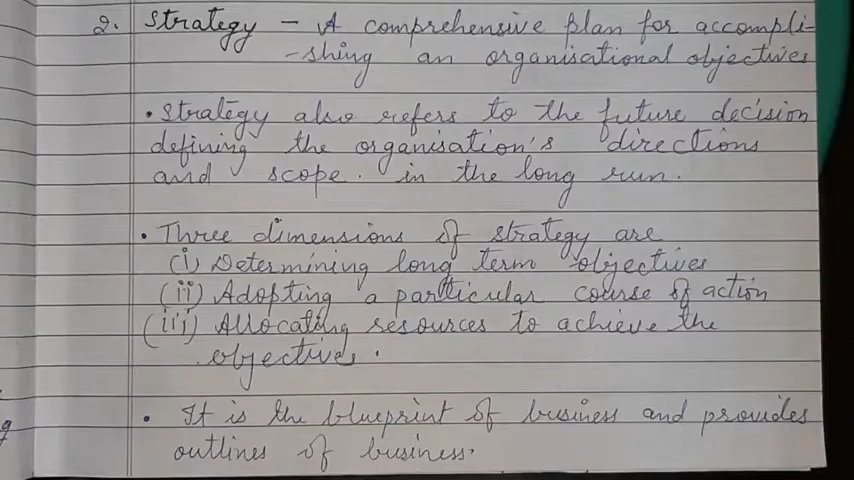 2. Strategy - A comprehensive plan for accompli-
-shing an organisational objectives
• Strategy also refers to the future decision
defining the organisation's directions
and scope. in the long run.
• Three dimensions of strategy are
(i) Determining long term objectives
(ii) Adopting a particular course of action
(iii) Allocating resources to achieve the
objectives.
• It is the blueprint of business and provides
outlines of business.
g